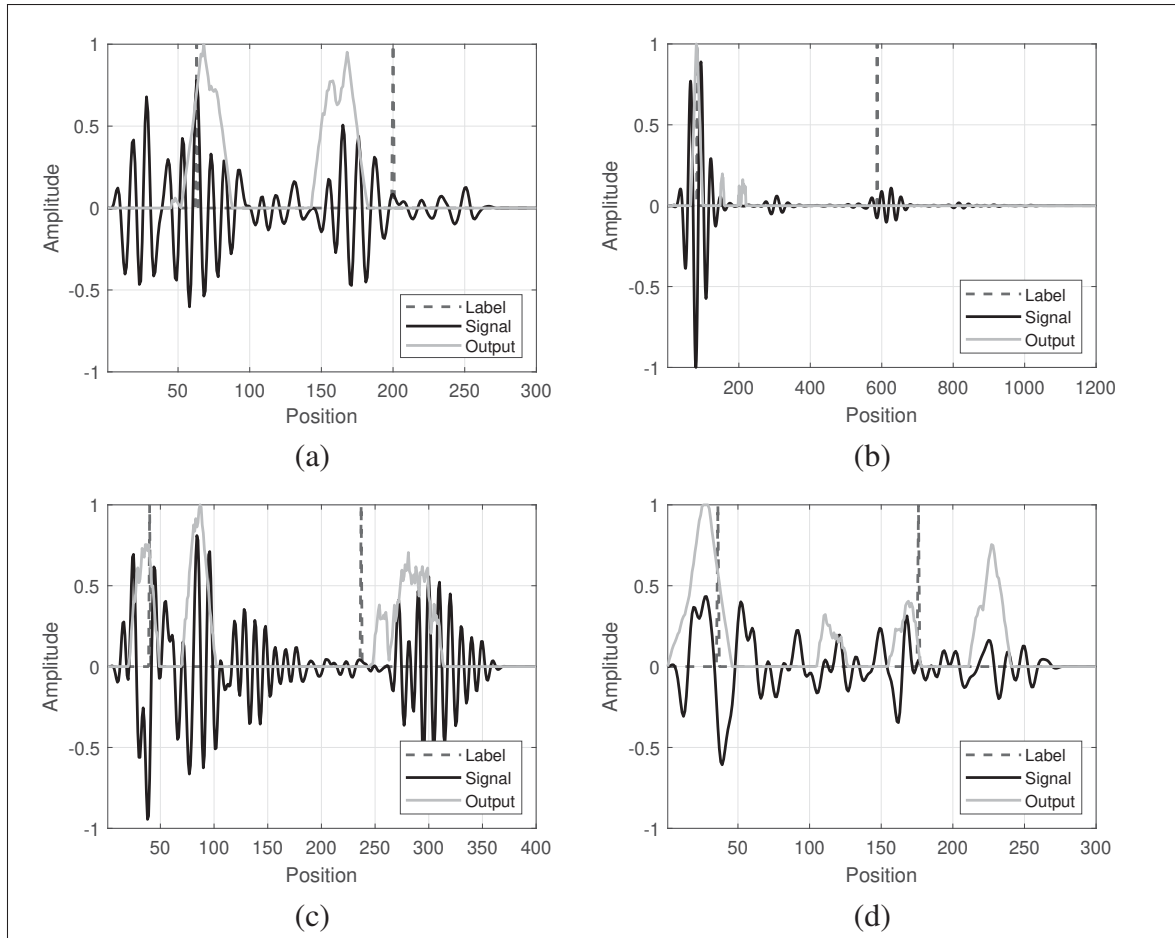 1
0.5
0
-0.5
-1
Amplitude
50 100 150 200 250 300
Position
Label
Signal
Output
(a)
1
0.5
0
-0.5
-1
Amplitude
200 400 600 800 1000 1200
Position
Label
Signal
Output
(b)
1
0.5
0
-0.5
-1
Amplitude
50 100 150 200 250 300 350 400
Position
Label
Signal
Output
(c)
1
0.5
0
-0.5
-1
Amplitude
50 100 150 200 250 300
Position
Label
Signal
Output
(d)